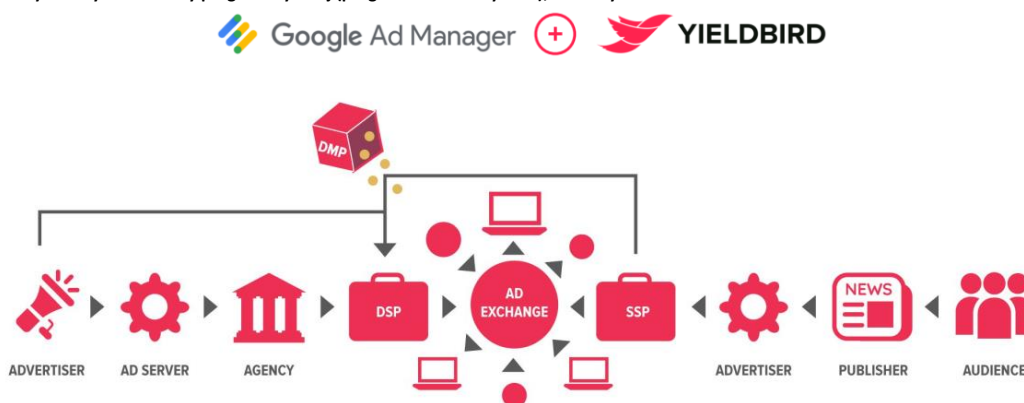 Google Ad Manager + YIELDBIRD
DMP
NEWS
DSP
AD
EXCHANGE
SSP
ADVERTISER
AD SERVER
AGENCY
ADVERTISER
PUBLISHER
AUDIENCE